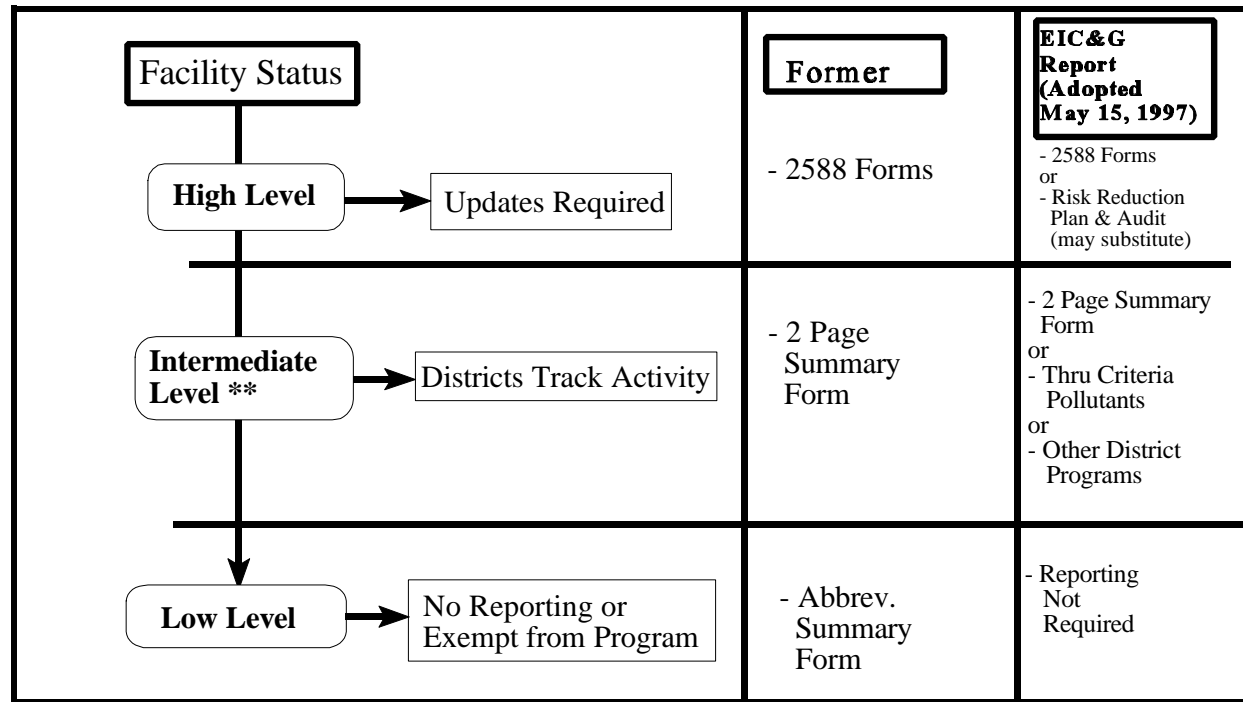 Facility Status
Former
EIC&G
Report
(Adopted
May 15, 1997)
High Level
Updates Required
- 2588 Forms
- 2588 Forms
or
- Risk Reduction
Plan & Audit
(may substitute)
Intermediate
Level **
Districts Track Activity
- 2 Page
Summary
Form
- 2 Page Summary
Form
or
- Thru Criteria
Pollutants
or
- Other District
Programs
Low Level
No Reporting or
Exempt from Program
- Abbrev.
Summary
Form
- Reporting
Not
Required